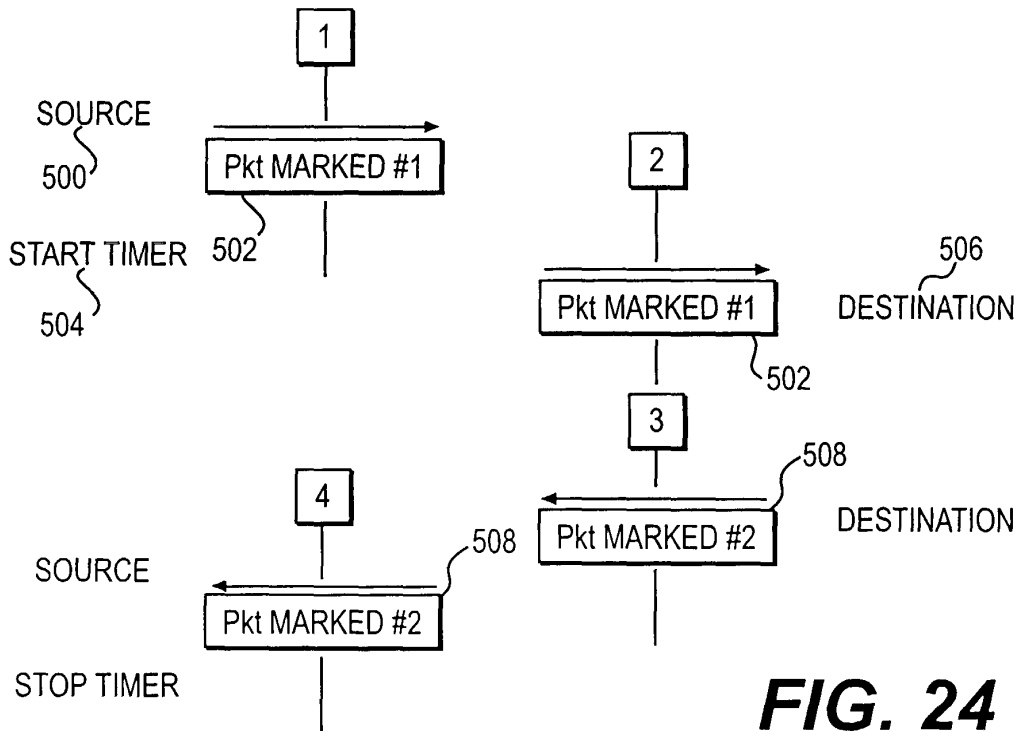 1
SOURCE
500
Pkt MARKED #1
502
START TIMER
504
2
506
Pkt MARKED #1
DESTINATION
502
3
508
Pkt MARKED #2
DESTINATION
4
508
SOURCE
Pkt MARKED #2
STOP TIMER
FIG. 24